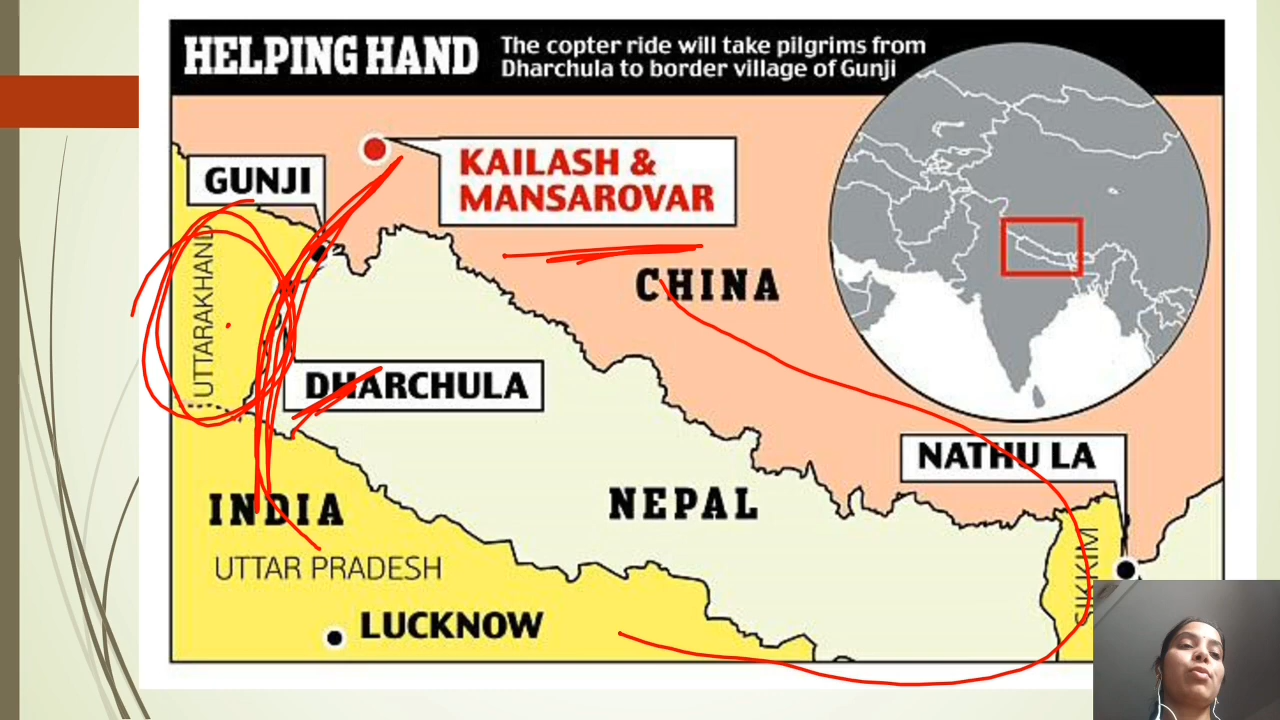 HELPING HAND
The copter ride will take pilgrims from
Dharchula to border village of Gunji
GUNJI
KAILASH &
MANSAROVAR
UTTARAKHAND
CHINA
DHARCHULA
NATHU LA
INDIA
NEPAL
UTTAR PRADESH
SIKKIM
LUCKNOW